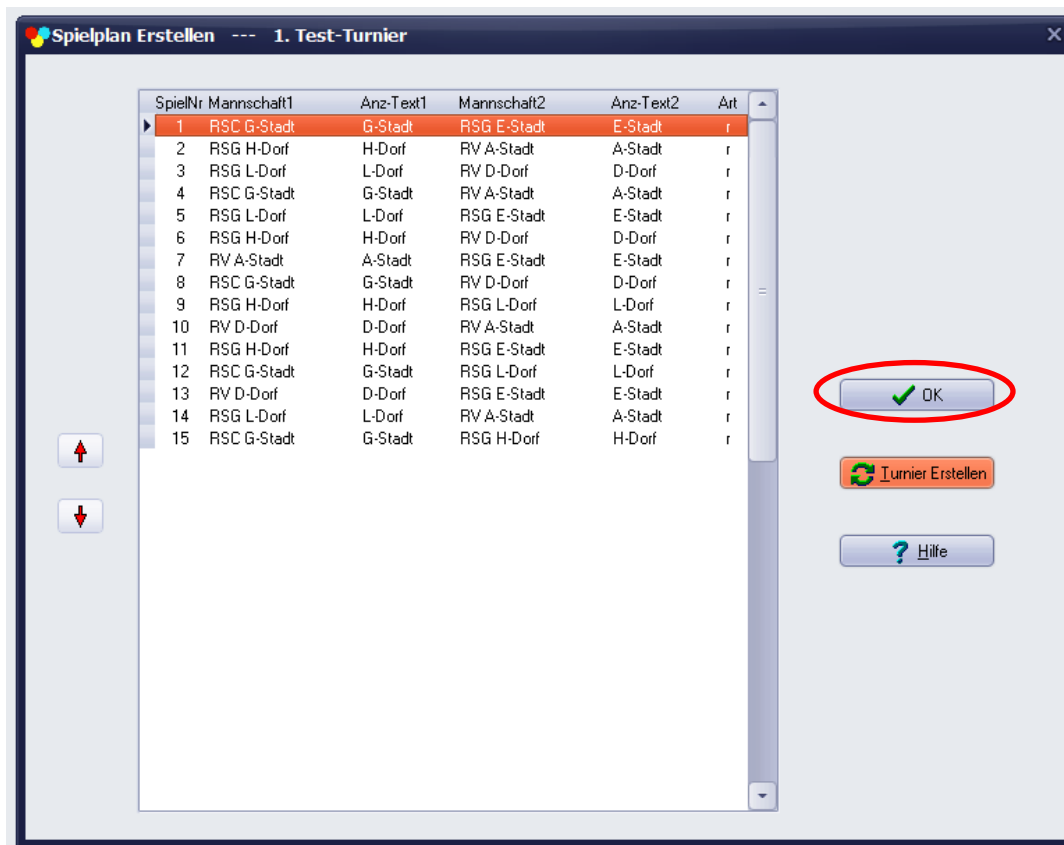 Spielplan Erstellen --- 1. Test-Turnier
SpielNr Mannschaft1 Anz-Text1 Mannschaft2 Anz-Text2 Art
1 RSC G-Stadt G-Stadt RSG E-Stadt E-Stadt r
2 RSG H-Dorf H-Dorf RV A-Stadt A-Stadt r
3 RSG L-Dorf L-Dorf RV D-Dorf D-Dorf r
4 RSC G-Stadt G-Stadt RV A-Stadt A-Stadt r
5 RSG L-Dorf L-Dorf RSG E-Stadt E-Stadt r
6 RSG H-Dorf H-Dorf RV D-Dorf D-Dorf r
7 RV A-Stadt A-Stadt RSG E-Stadt E-Stadt r
8 RSC G-Stadt G-Stadt RV D-Dorf D-Dorf r
9 RSG H-Dorf H-Dorf RSG L-Dorf L-Dorf r
10 RV D-Dorf D-Dorf RV A-Stadt A-Stadt r
11 RSG H-Dorf H-Dorf RSG E-Stadt E-Stadt r
12 RSC G-Stadt G-Stadt RSG L-Dorf L-Dorf r
13 RV D-Dorf D-Dorf RSG E-Stadt E-Stadt r
14 RSG L-Dorf L-Dorf RV A-Stadt A-Stadt r
15 RSC G-Stadt G-Stadt RSG H-Dorf H-Dorf r
OK
Turnier Erstellen
Hilfe